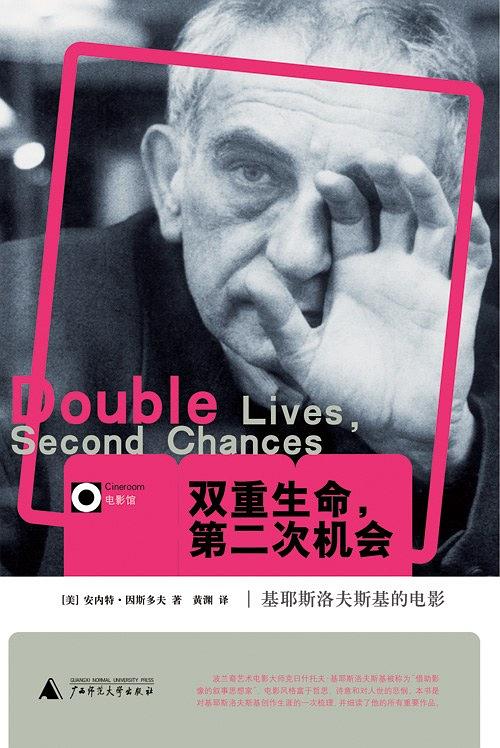 Double Lives,
Second Chances
Cineroom
电影馆
双重生命，
第二次机会
[美] 安内特·因斯多夫 著 黄渊 译 | 基耶斯洛夫斯基的电影
GUANGXI NORMAL UNIVERSITY PRESS
广西师范大学出版社
波兰籍艺术电影大师克日什托夫·基耶斯洛夫斯基被称为“借助影
像的叙事思想家”，电影风格富于哲思、诗意和对人世的悲悯。本书是
对基耶斯洛夫斯基创作生涯的一次梳理，并细读了他的所有重要作品。